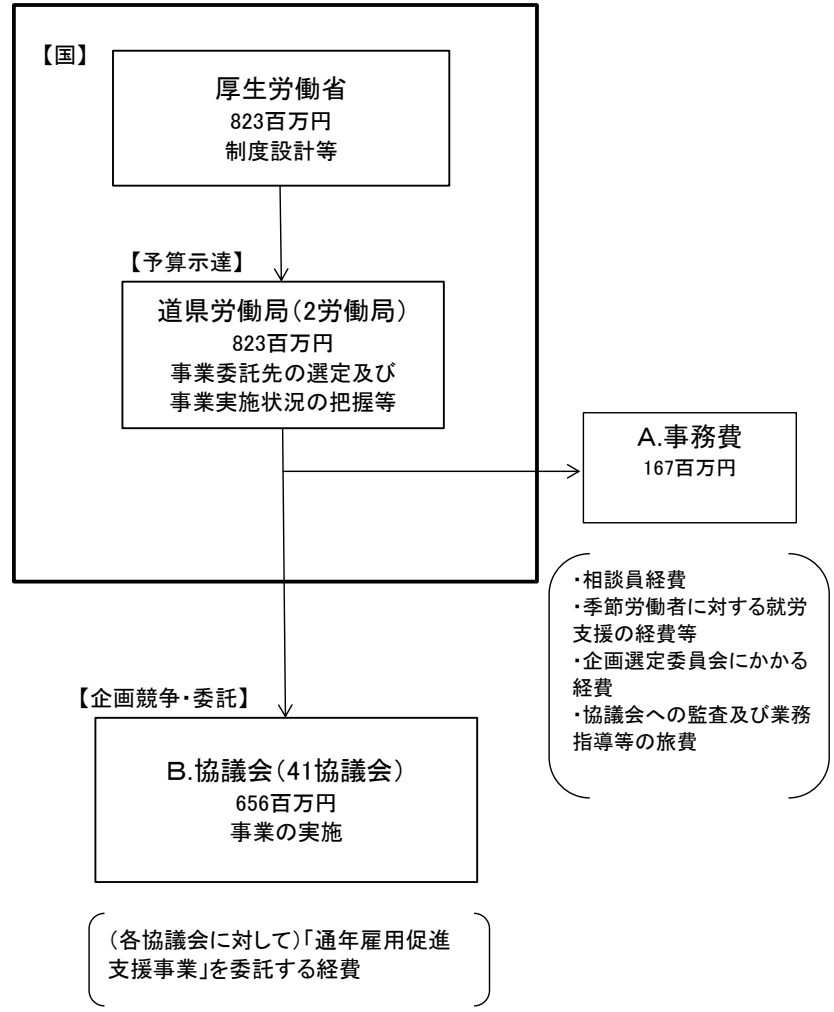 【国】
厚生労働省
823百万円
制度設計等
【予算示達】
道県労働局(2労働局)
823百万円
事業委託先の選定及び
事業実施状況の把握等
A.事務費
167百万円
・相談員経費
・季節労働者に対する就労
支援の経費等
・企画選定委員会にかかる
経費
・協議会への監査及び業務
指導等の旅費
【企画競争・委託】
B.協議会(41協議会)
656百万円
事業の実施
(各協議会に対して)「通年雇用促進
支援事業」を委託する経費